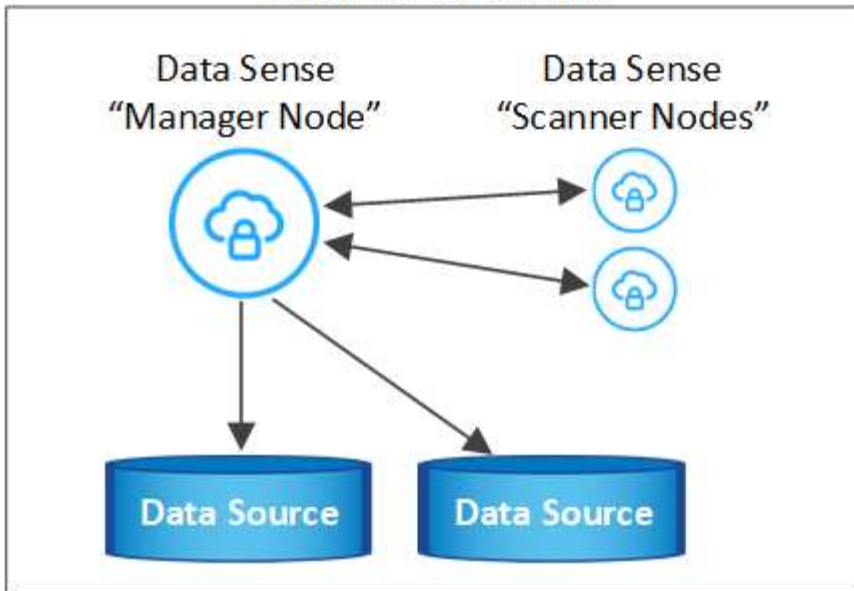 Data Sense
“Manager Node”
Data Sense
“Scanner Nodes”
Data Source
Data Source